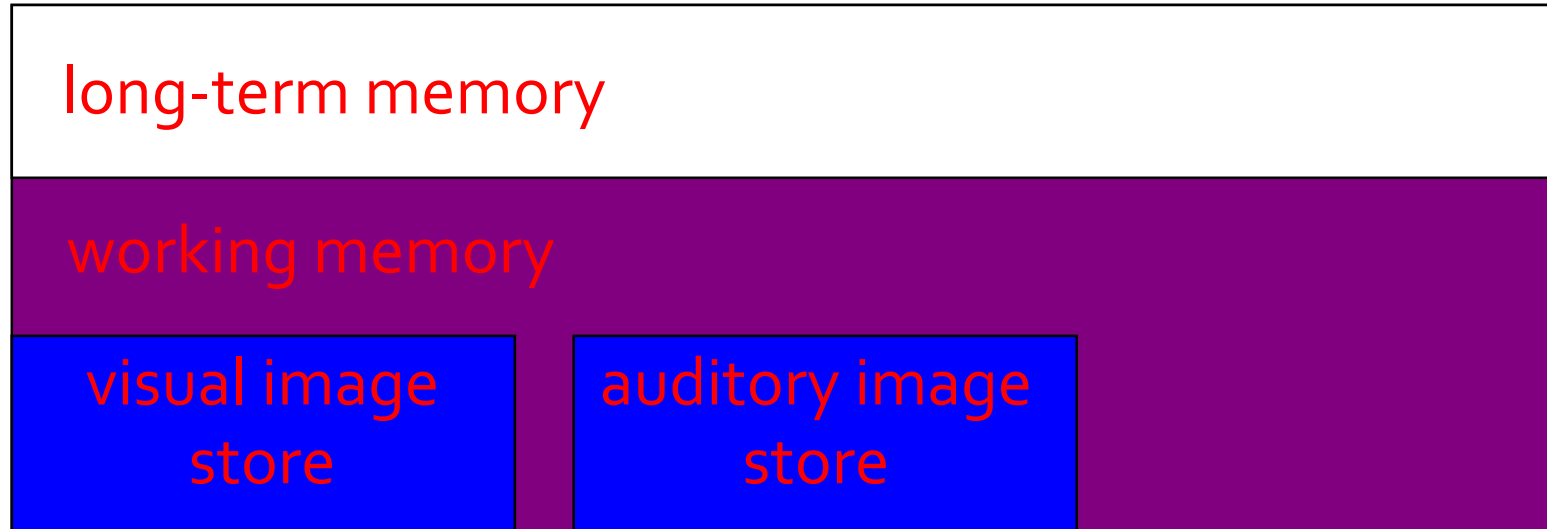 long-term memory
working memory
visual image
store
auditory image
store